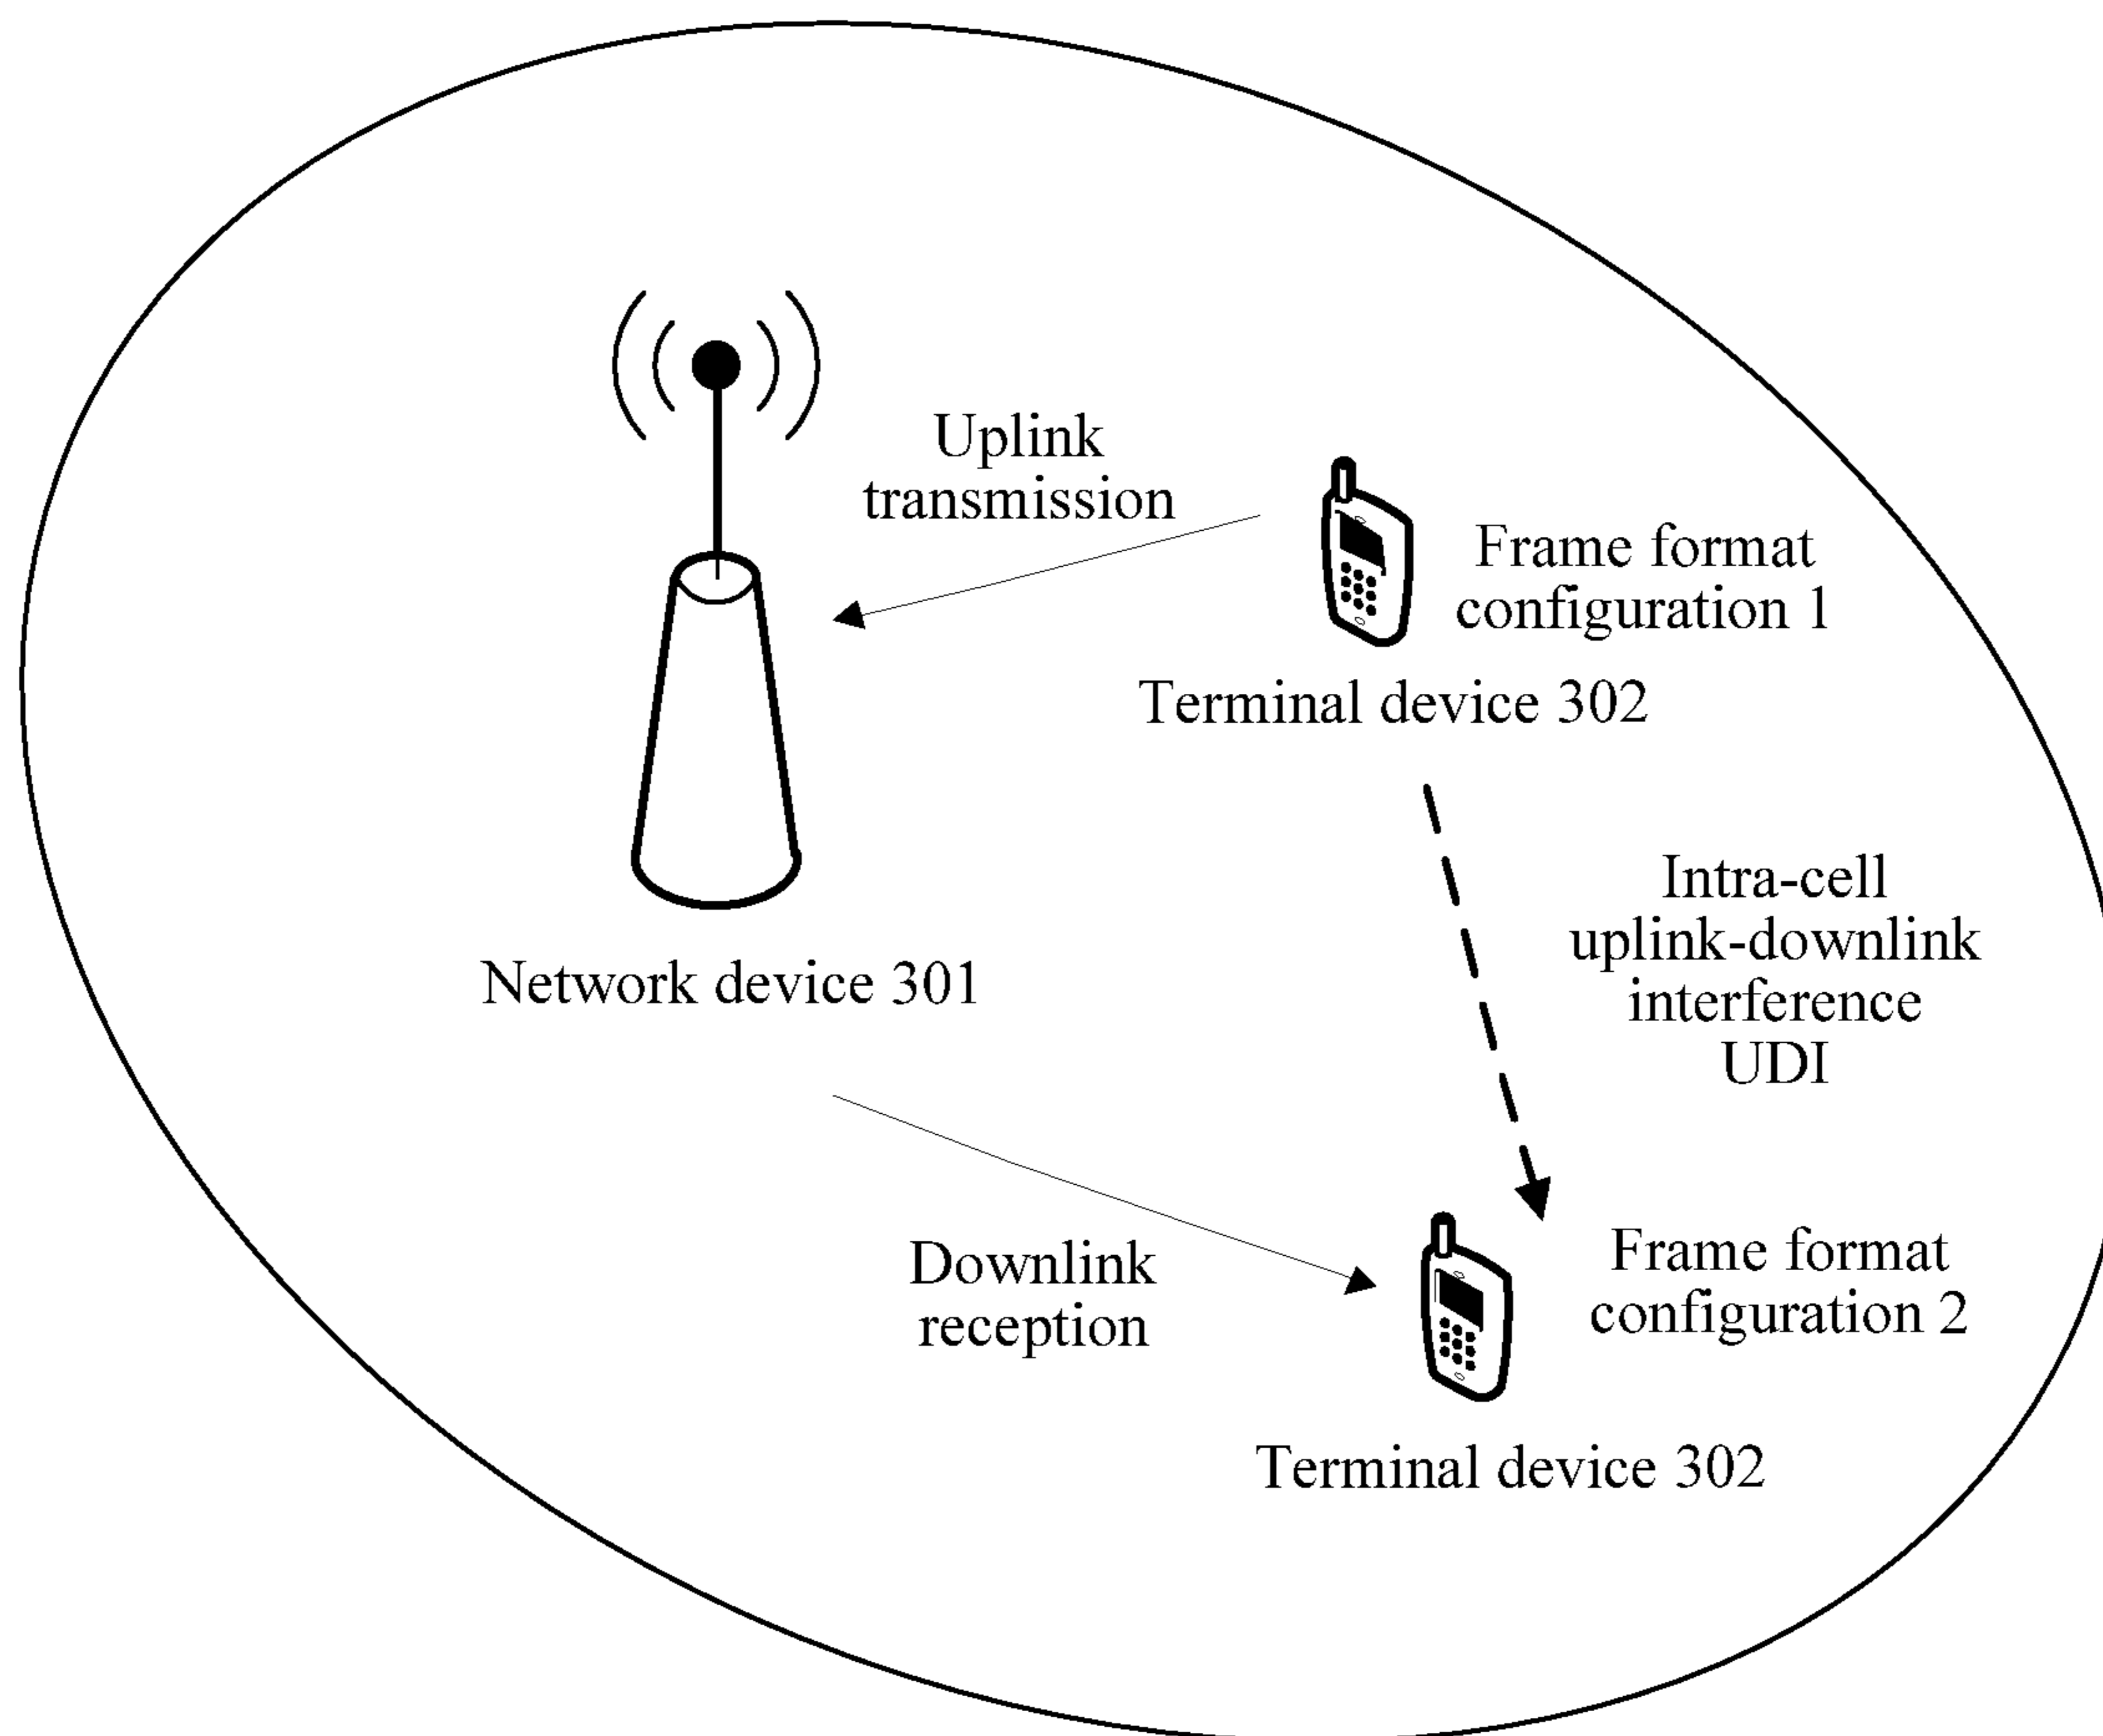 Uplink
transmission
Frame format
configuration 1
Terminal device 302
Network device 301
Intra-cell
uplink-downlink
interference
UDI
Downlink
reception
Frame format
configuration 2
Terminal device 302